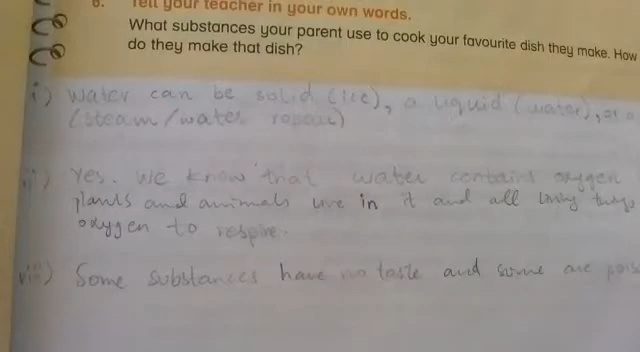 8. Tell your teacher in your own words.
What substances your parent use to cook your favourite dish they make. How
do they make that dish?
i) Water can be solid (ice), a liquid (water), or a
(steam/water
ii) Yes. We know that water contains oxygen
plants and animals live in it and all living things
oxygen to respire.
viii) Some substances have no taste and some are